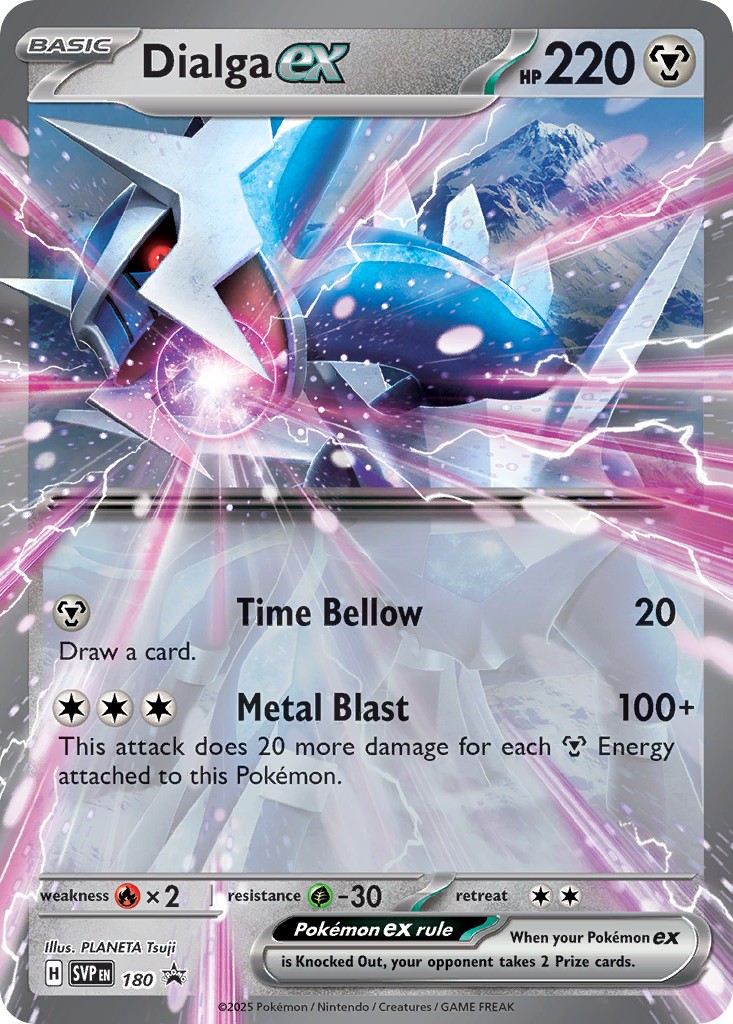 BASIC
Dialga ex
HP 220
Time Bellow 20
Draw a card.
Metal Blast 100+
This attack does 20 more damage for each Energy
attached to this Pokémon.
weakness ×2 resistance -30 retreat
Illus. PLANETA Tsuji
Pokémon ex rule When your Pokémon ex
is Knocked Out, your opponent takes 2 Prize cards.
H SVP EN 180
©2025 Pokémon / Nintendo / Creatures / GAME FREAK